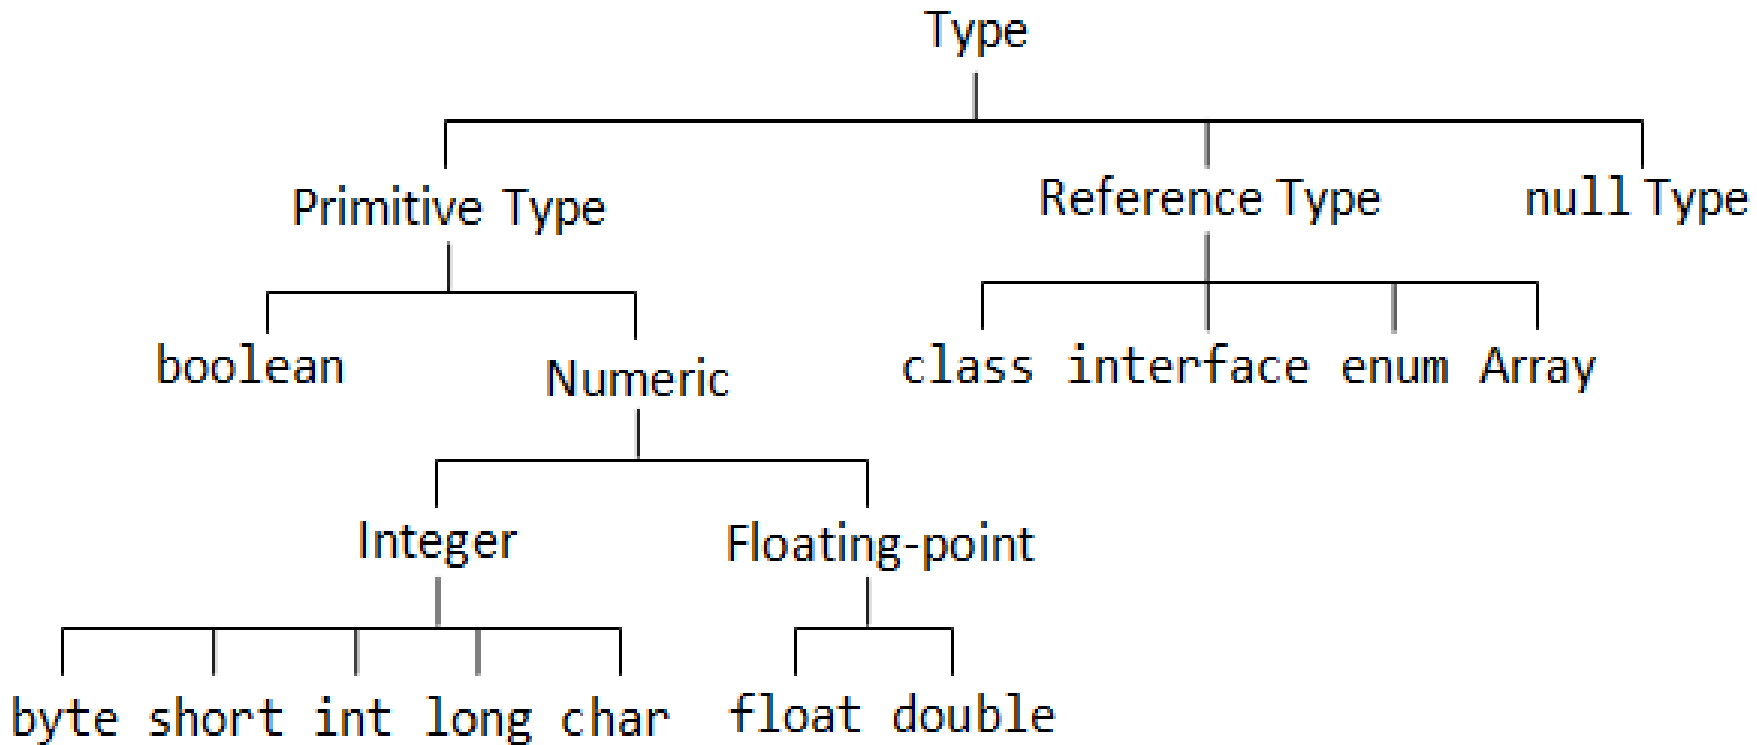 Type
Primitive Type Reference Type null Type
boolean Numeric class interface enum Array
Integer Floating-point
byte short int long char float double